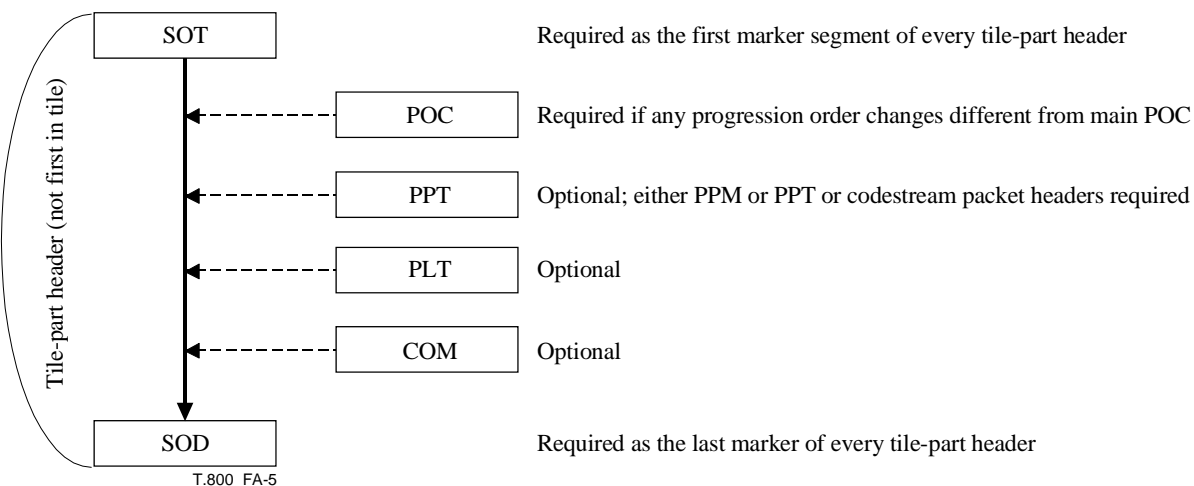 SOT
Required as the first marker segment of every tile-part header
POC
Required if any progression order changes different from main POC
PPT
Optional; either PPM or PPT or codestream packet headers required
PLT
Optional
COM
Optional
SOD
Required as the last marker of every tile-part header
Tile-part header (not first in tile)
T.800_FA-5